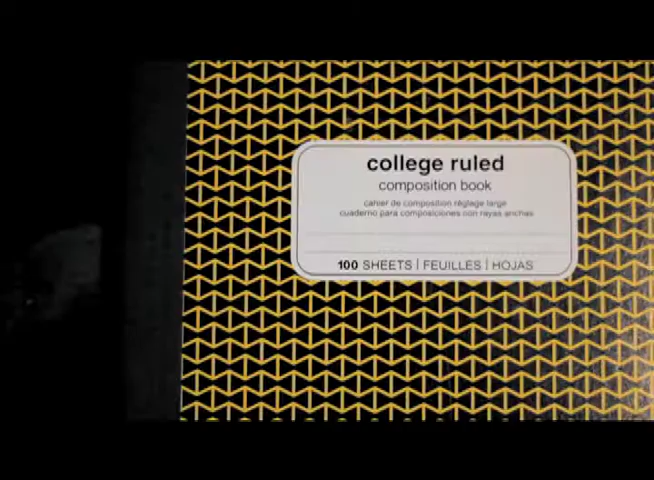 college ruled
composition book
cahier de composition réglage large
cuaderno para composiciones con rayas anchas
100 SHEETS | FEUILLES | HOJAS